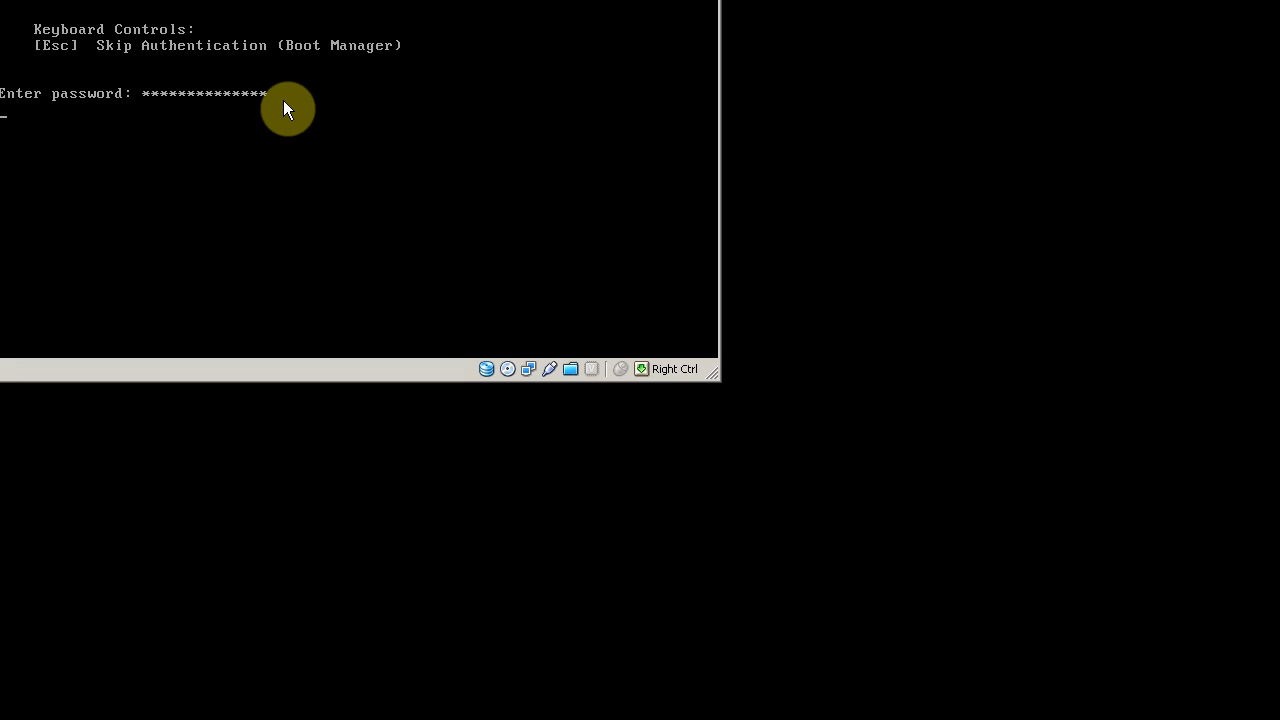 Keyboard Controls:
[Esc] Skip Authentication (Boot Manager)
Enter password: **************
Right Ctrl